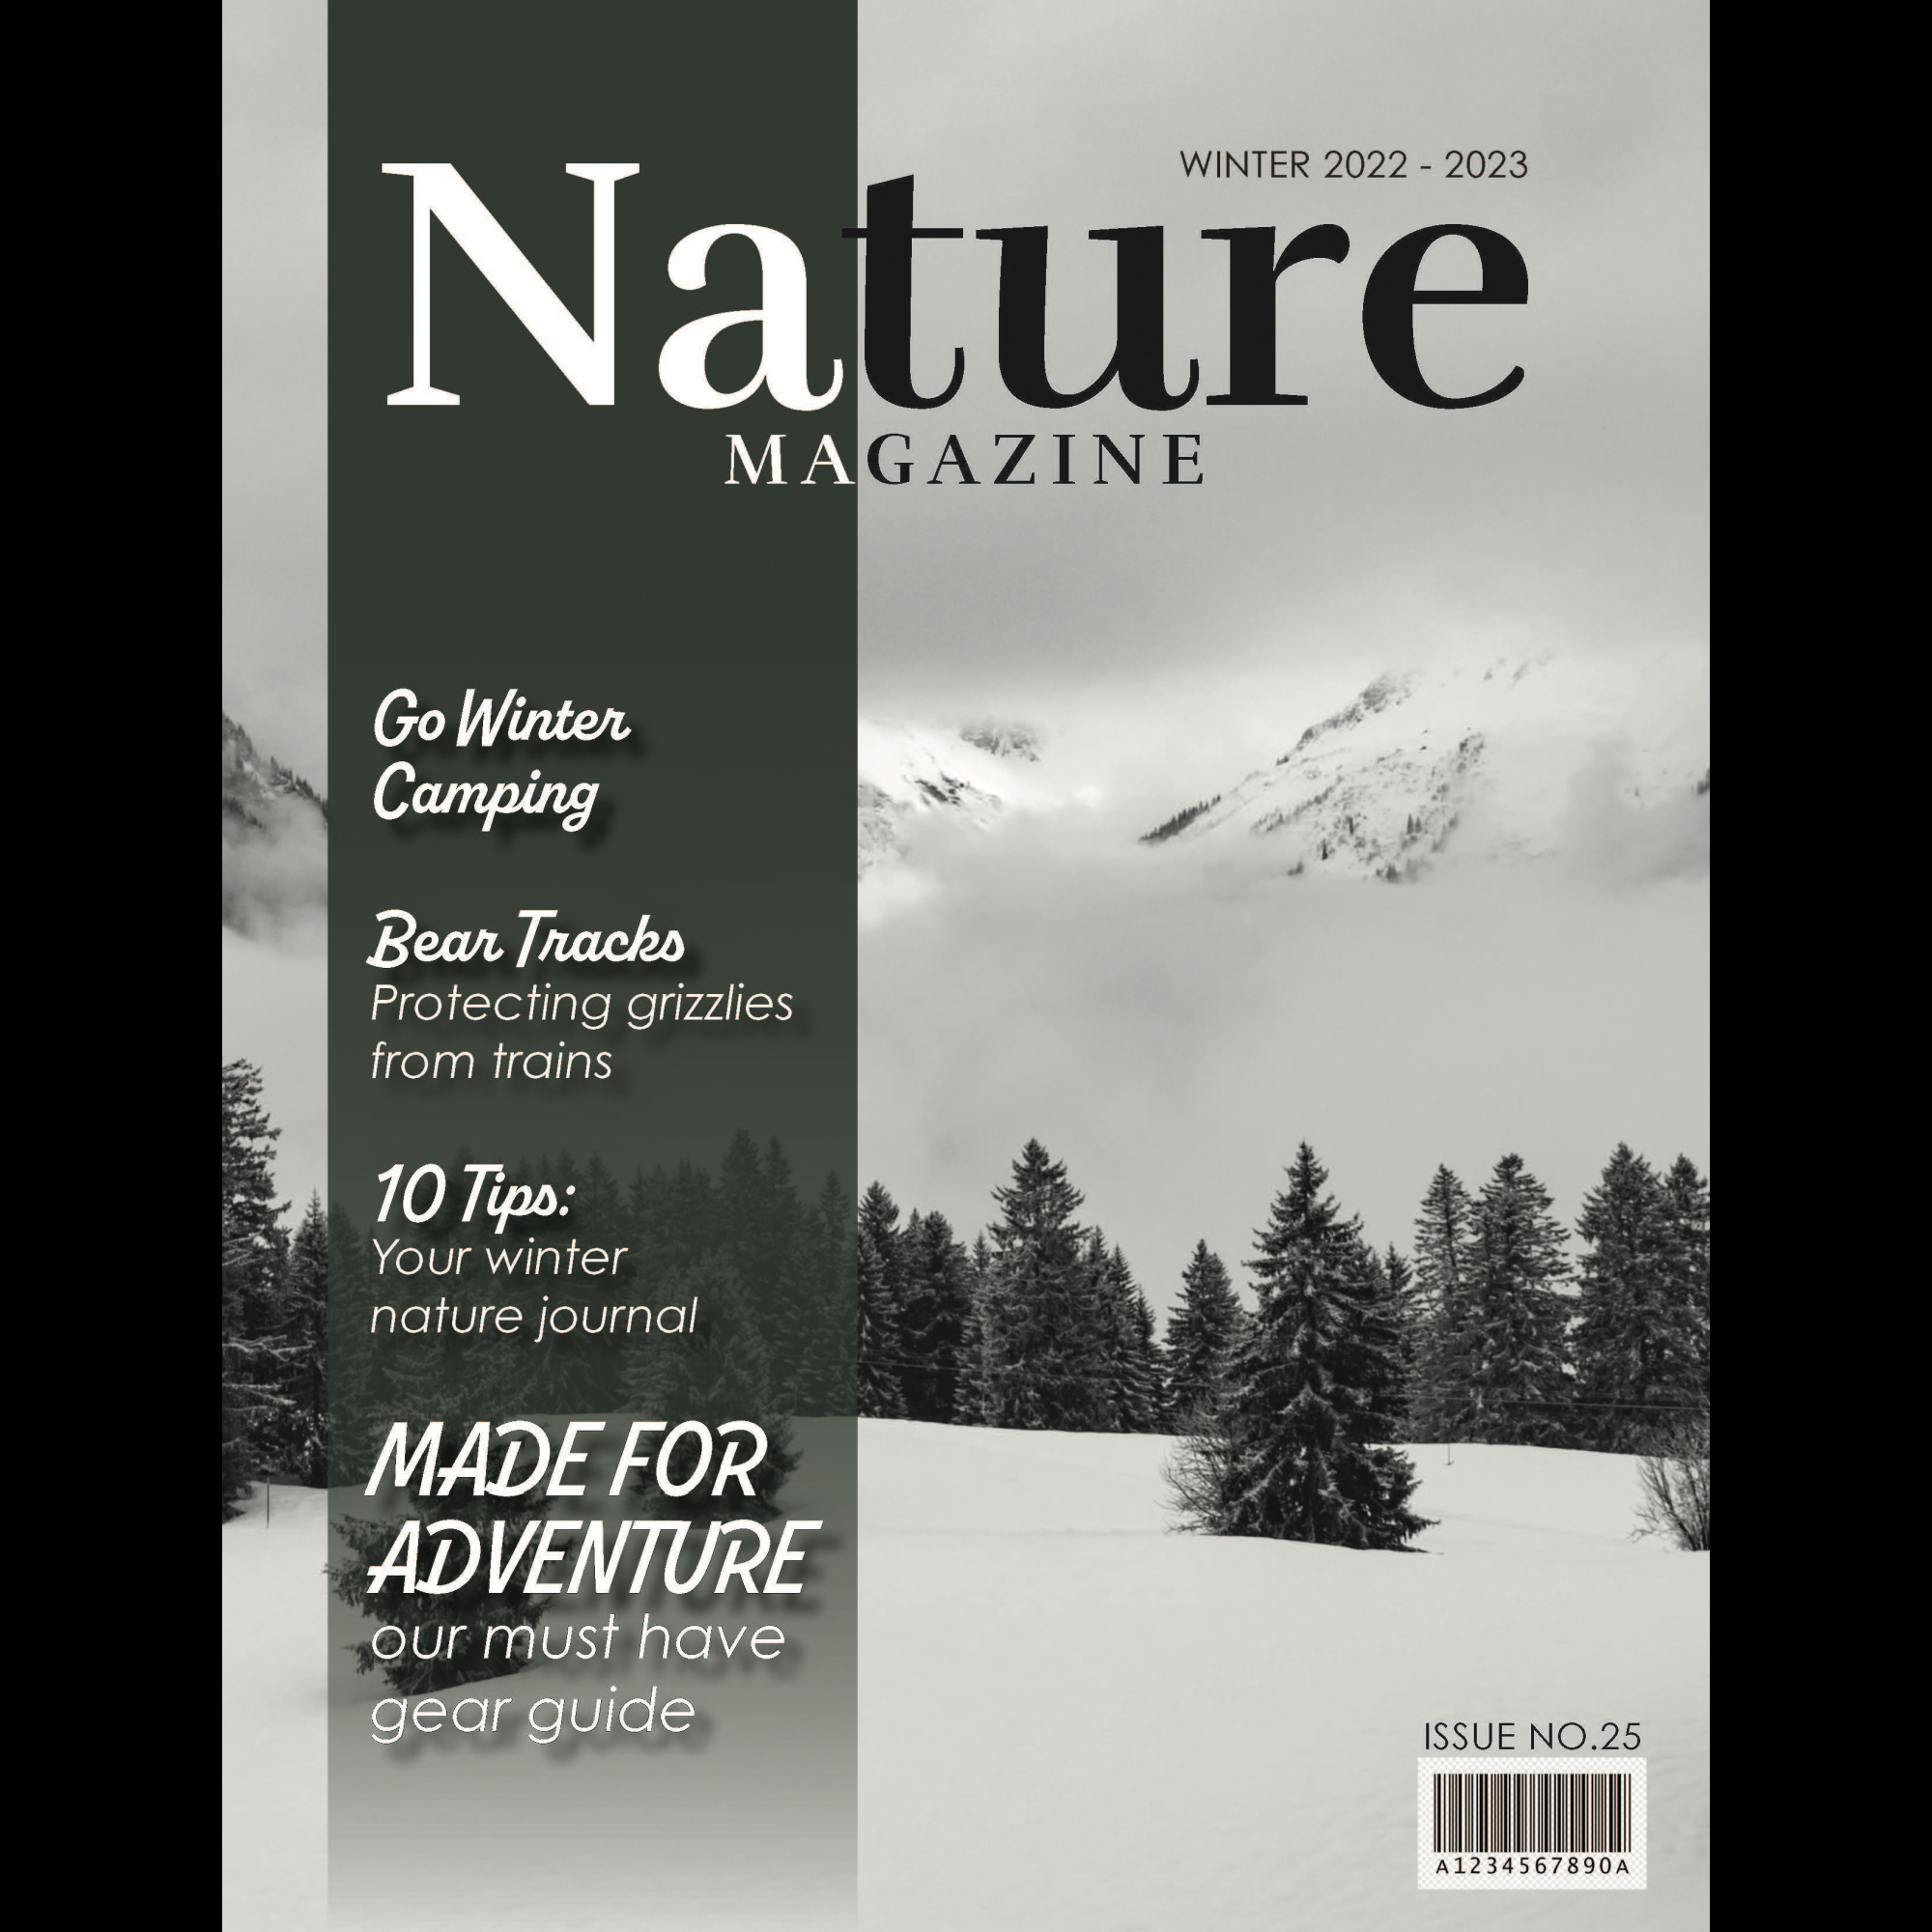 WINTER 2022 - 2023
Nature
MAGAZINE
Go Winter
Camping
Bear Tracks
Protecting grizzlies
from trains
10 Tips:
Your winter
nature journal
MADE FOR
ADVENTURE
our must have
gear guide
ISSUE NO.25
A1234567890A